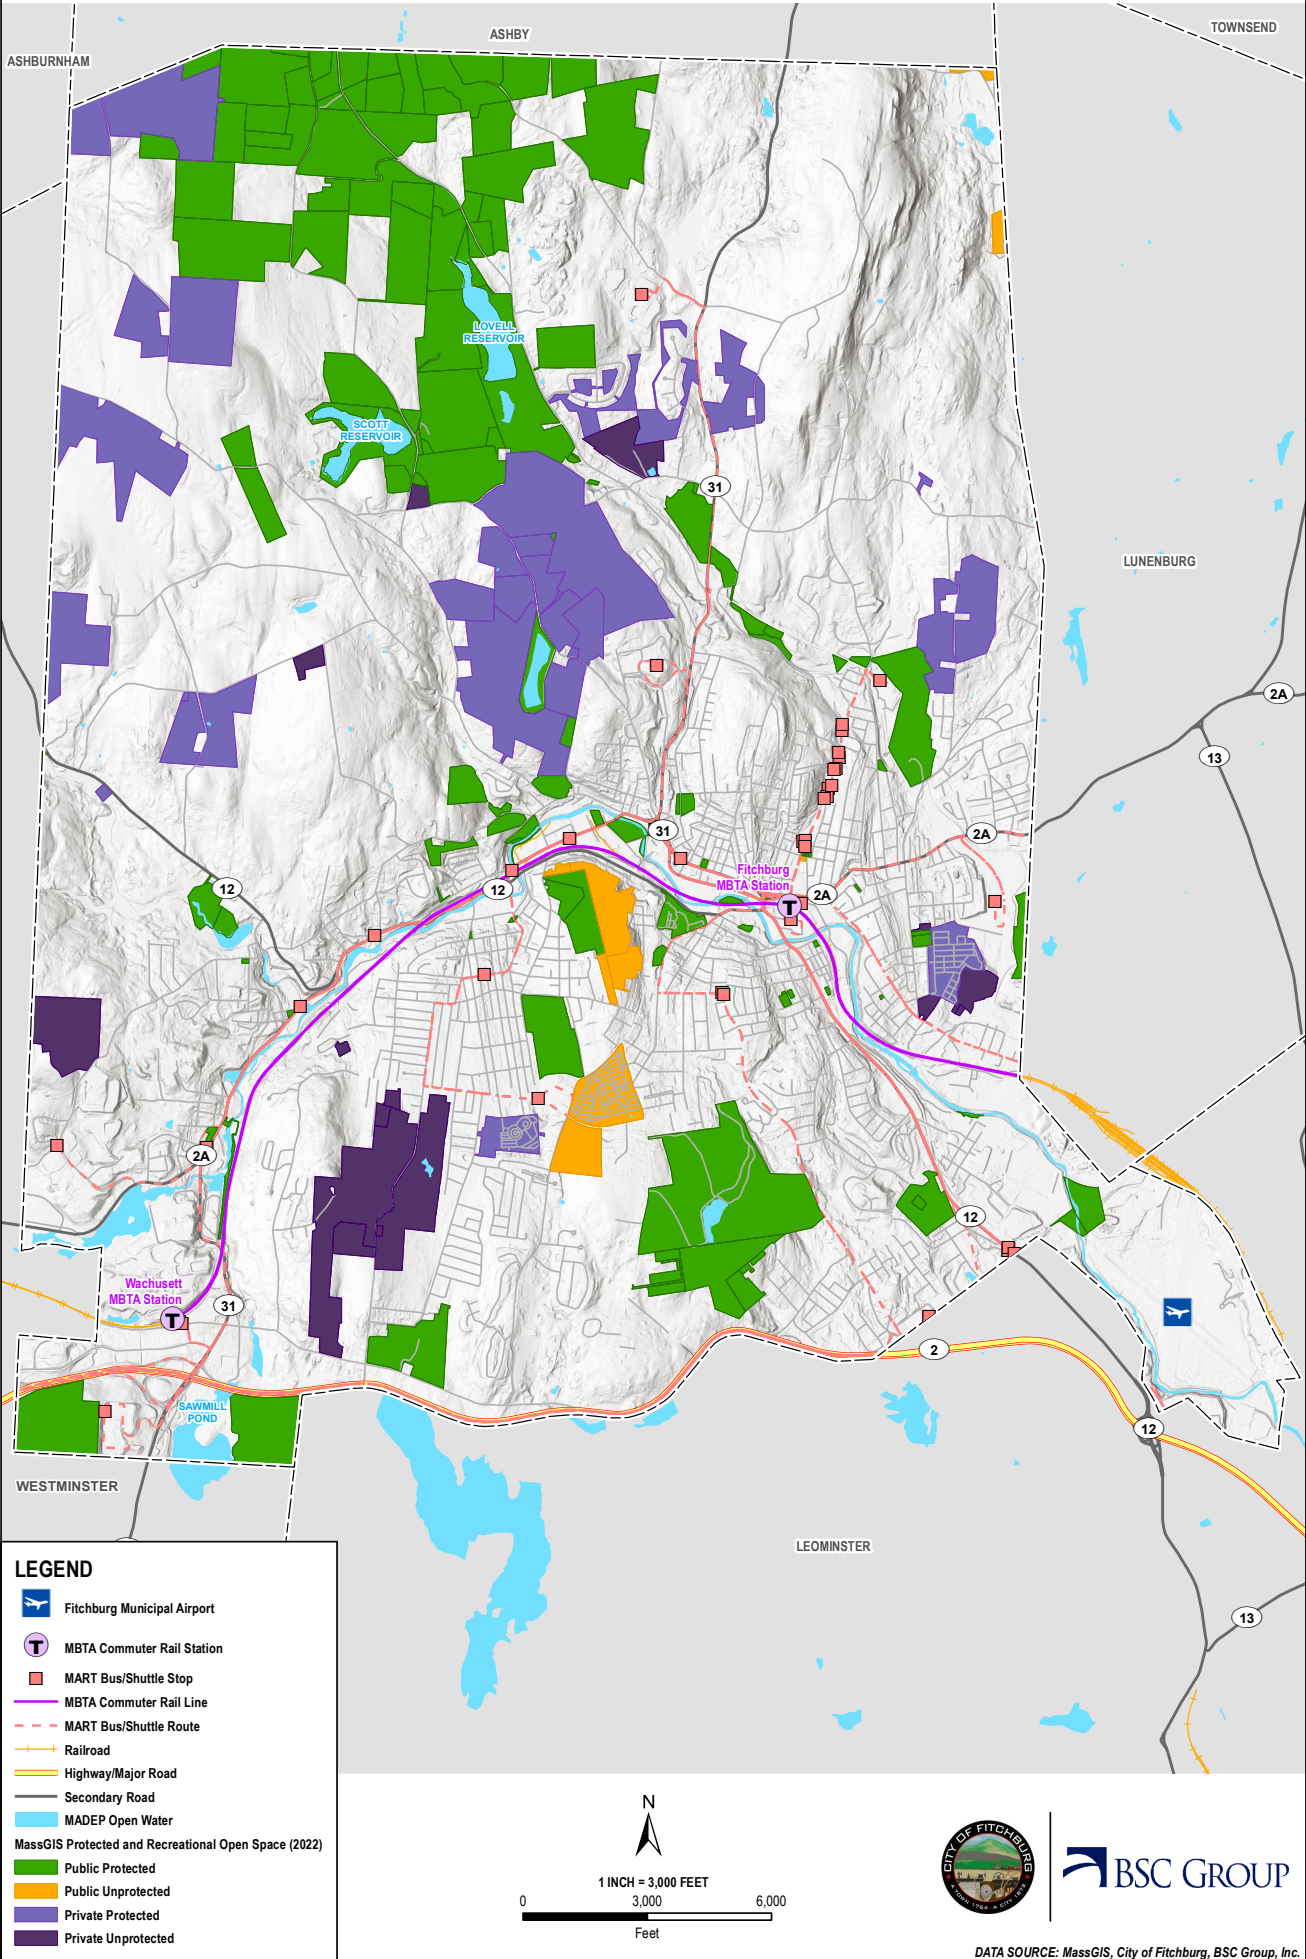 ASHBY
TOWNSEND
ASHBURNHAM
LOVELL
RESERVOIR
SCOTT
RESERVOIR
31
LUNENBURG
2A
13
31
2A
12
12
Fitchburg
MBTA Station
T
2A
2A
12
Wachusett
MBTA Station
T
31
2
SAWMILL
POND
12
WESTMINSTER
LEOMINSTER
13
LEGEND
Fitchburg Municipal Airport
T
MBTA Commuter Rail Station
MART Bus/Shuttle Stop
MBTA Commuter Rail Line
MART Bus/Shuttle Route
Railroad
Highway/Major Road
Secondary Road
MADEP Open Water
MassGIS Protected and Recreational Open Space (2022)
Public Protected
Public Unprotected
Private Protected
Private Unprotected
N
1 INCH = 3,000 FEET
0 3,000 6,000
Feet
CITY OF FITCHBURG
A TOWN 1764 - A CITY 1872
BSC GROUP
DATA SOURCE: MassGIS, City of Fitchburg, BSC Group, Inc.